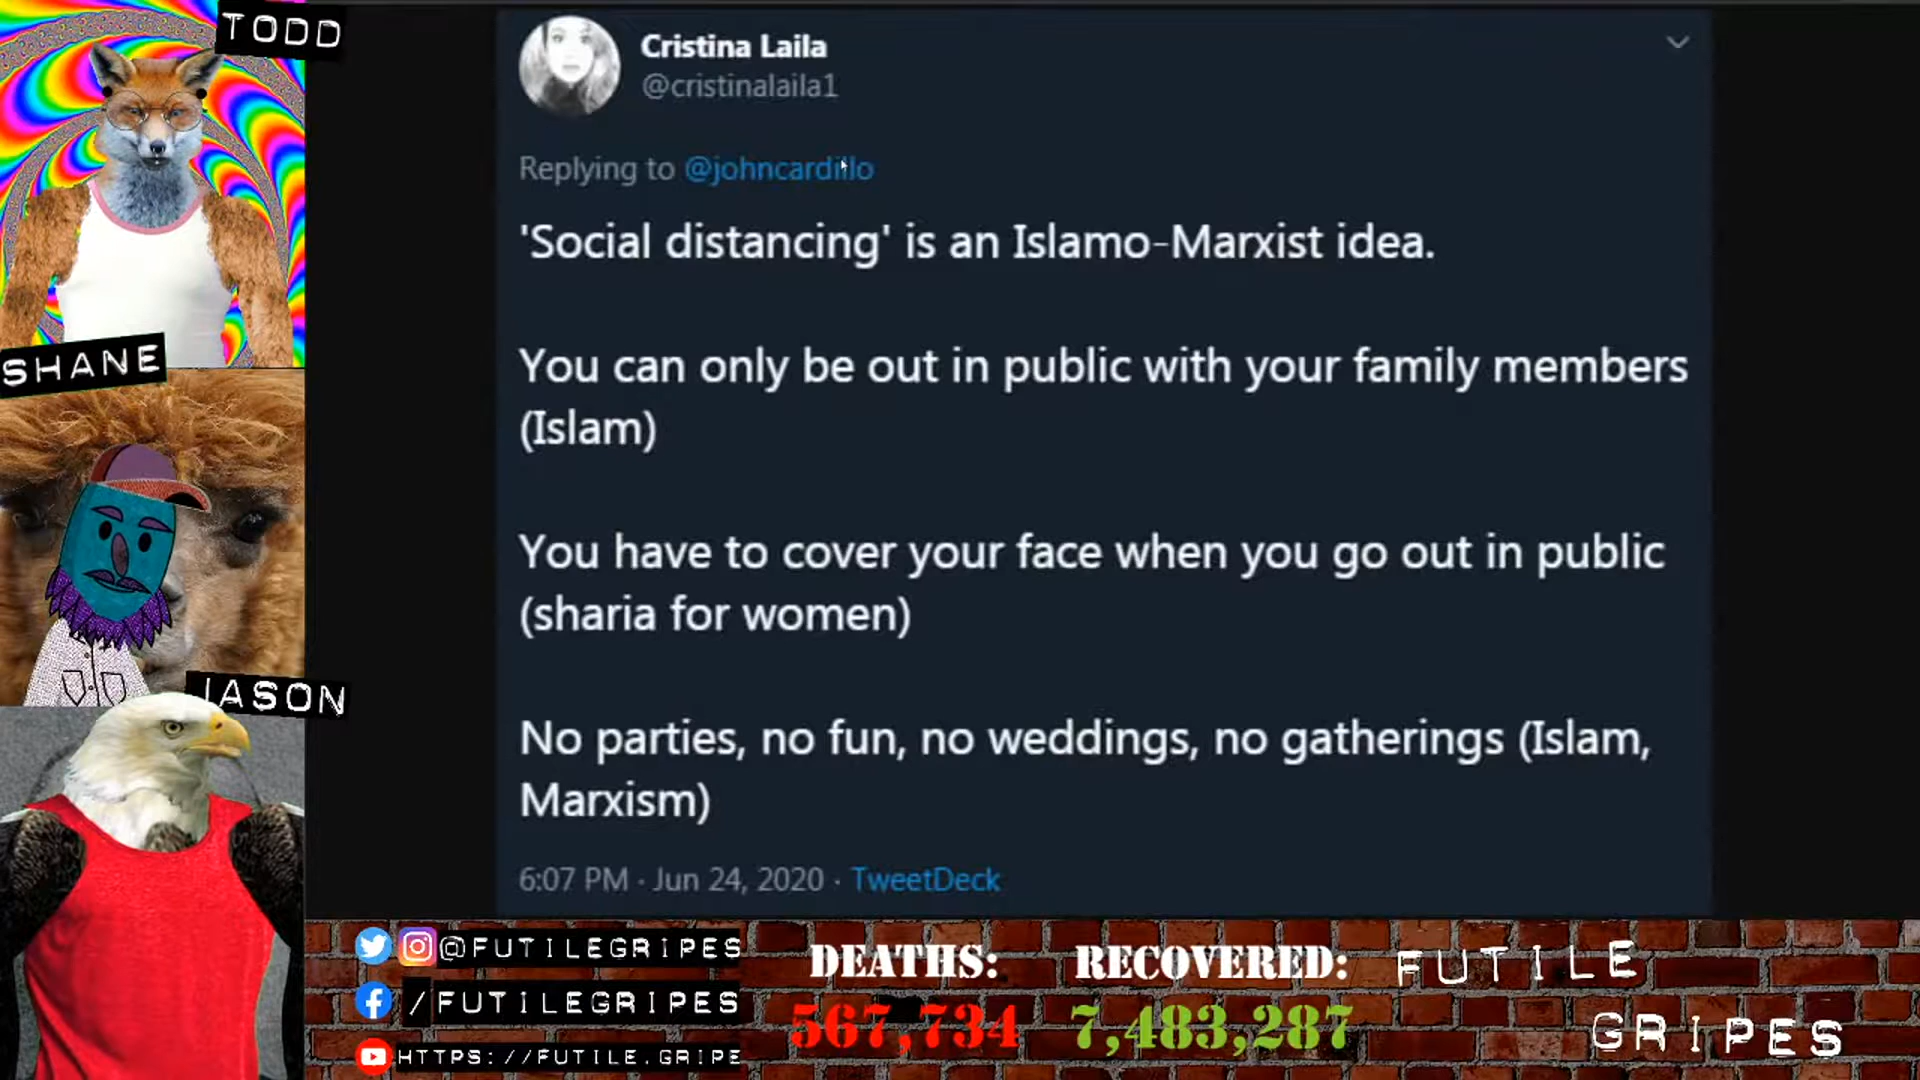 TODD
SHANE
JASON
Cristina Laila
@cristinalaila1
Replying to @johncardillo
'Social distancing' is an Islamo-Marxist idea.
You can only be out in public with your family members
(Islam)
You have to cover your face when you go out in public
(sharia for women)
No parties, no fun, no weddings, no gatherings (Islam,
Marxism)
6:07 PM · Jun 24, 2020 · TweetDeck
@FUTILEGRIPES
/FUTILEGRIPES
HTTPS://FUTILE.GRIPE
DEATHS:
567,734
RECOVERED:
7,483,287
FUTILE
GRIPES